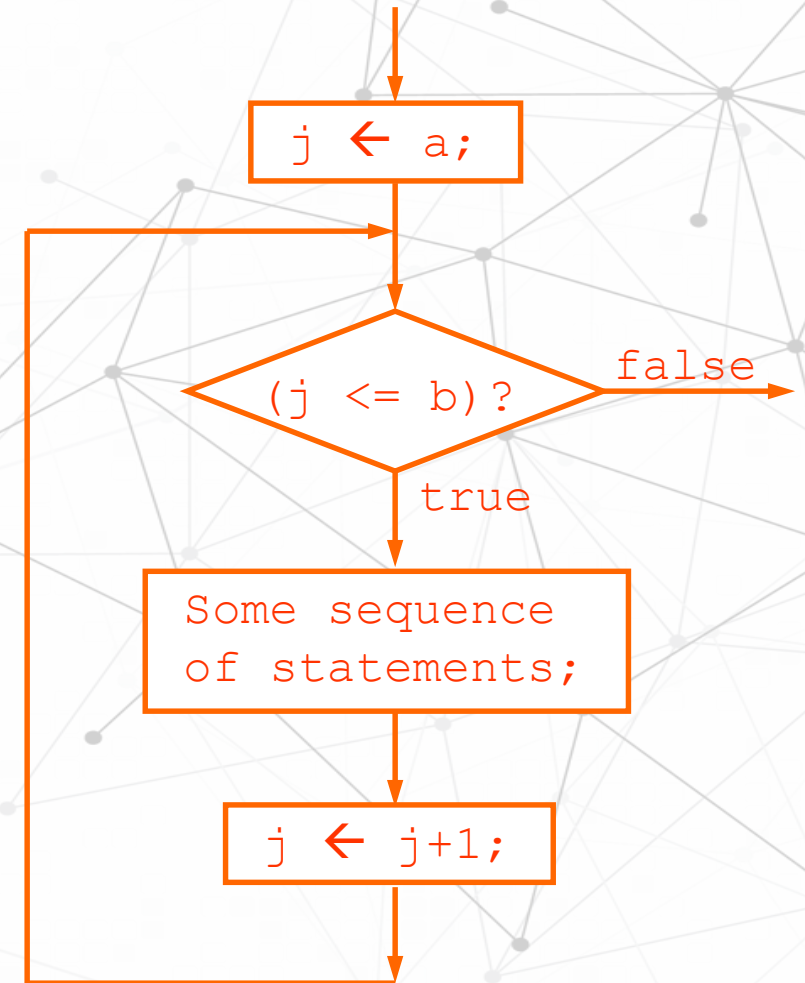 j ← a;
(j <= b)?
false
true
Some sequence
of statements;
j ← j+1;